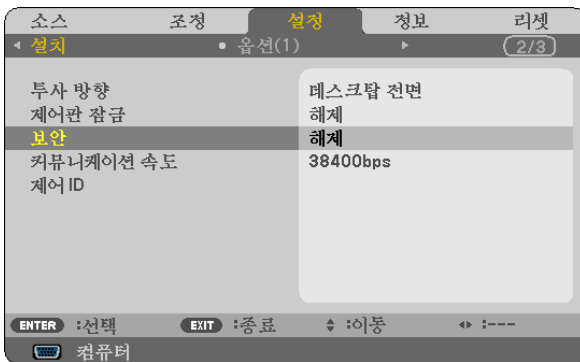 소스 조정 설정 정보 리셋
◂ 설치 • 옵션(1) ▸ 2/3
투사 방향 데스크탑 전면
제어판 잠금 해제
보안 해제
커뮤니케이션 속도 38400bps
제어 ID
ENTER :선택 EXIT :종료 :이동 :---
컴퓨터